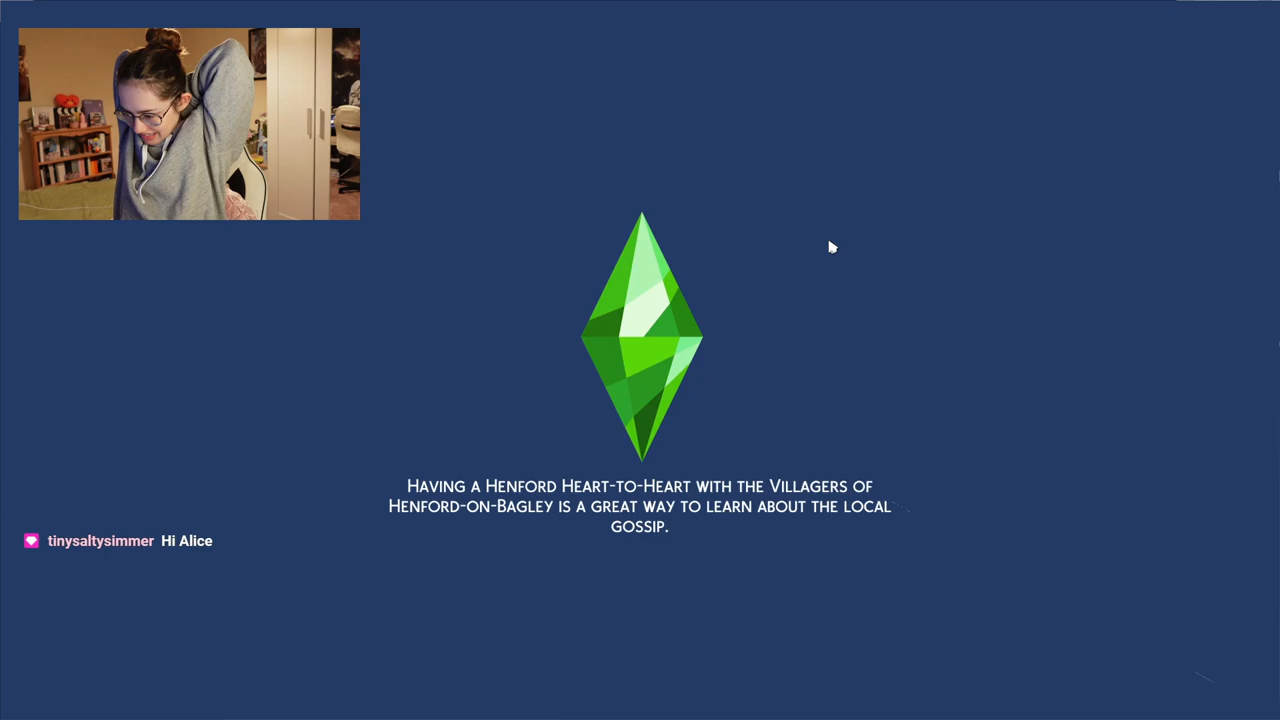 HAVING A HENFORD HEART-TO-HEART WITH THE VILLAGERS OF
HENFORD-ON-BAGLEY IS A GREAT WAY TO LEARN ABOUT THE LOCAL
GOSSIP.
tinysaltysimmer Hi Alice